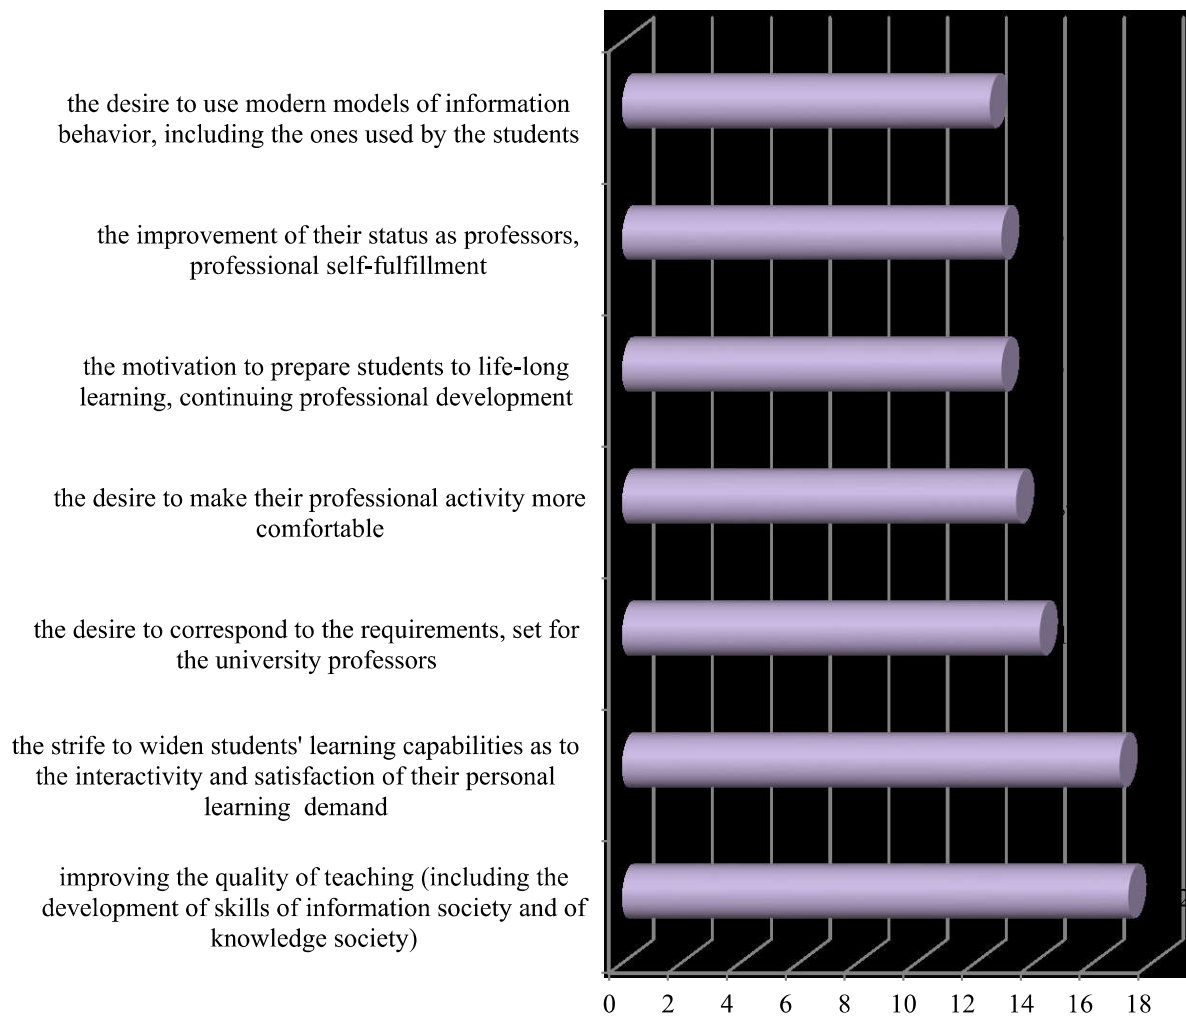 the desire to use modern models of information
behavior, including the ones used by the students
the improvement of their status as professors,
professional self-fulfillment
the motivation to prepare students to life-long
learning, continuing professional development
the desire to make their professional activity more
comfortable
the desire to correspond to the requirements, set for
the university professors
the strife to widen students' learning capabilities as to
the interactivity and satisfaction of their personal
learning demand
improving the quality of teaching (including the
development of skills of information society and of
knowledge society)
0 2 4 6 8 10 12 14 16 18